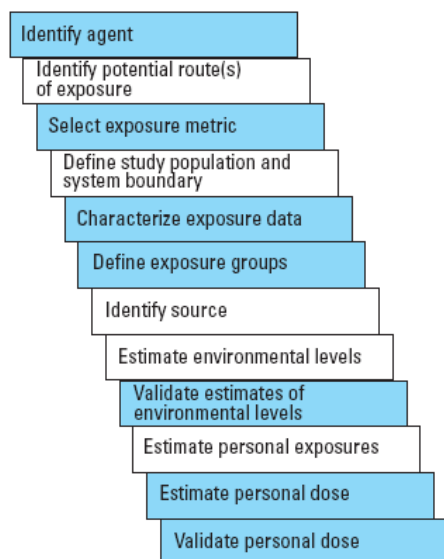 Identify agent
Identify potential route(s)
of exposure
Select exposure metric
Define study population and
system boundary
Characterize exposure data
Define exposure groups
Identify source
Estimate environmental levels
Validate estimates of
environmental levels
Estimate personal exposures
Estimate personal dose
Validate personal dose